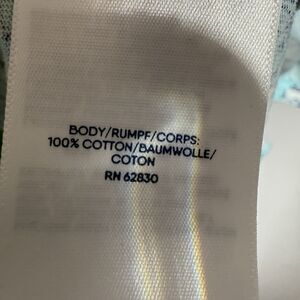 BODY/RUMPF/CORPS:
100% COTTON/BAUMWOLLE/
COTON
RN 62830